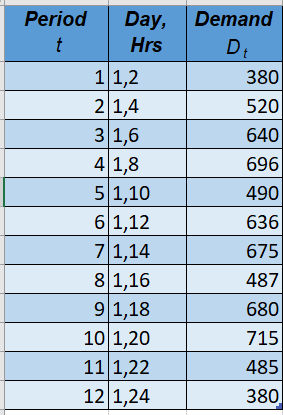 Period Day, Demand
t Hrs D t
1 1,2 380
2 1,4 520
3 1,6 640
4 1,8 696
5 1,10 490
6 1,12 636
7 1,14 675
8 1,16 487
9 1,18 680
10 1,20 715
11 1,22 485
12 1,24 380